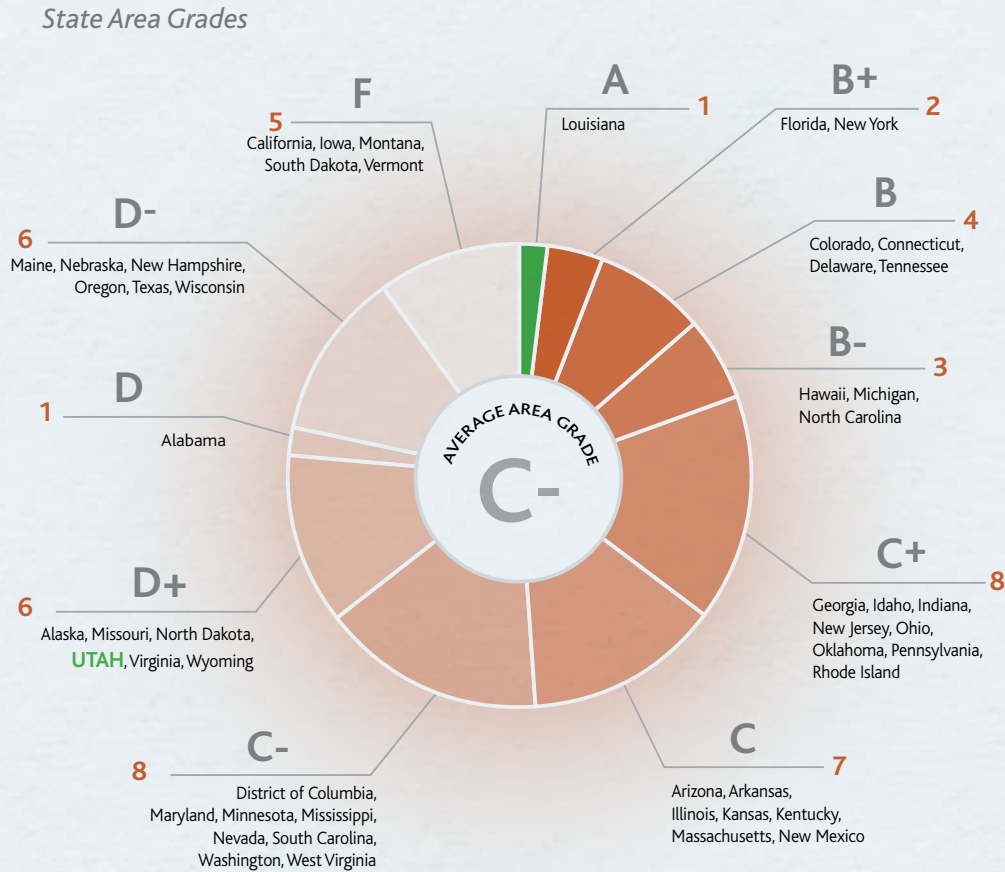 State Area Grades
A
1
Louisiana
B+
2
Florida, New York
B
4
Colorado, Connecticut,
Delaware, Tennessee
B-
3
Hawaii, Michigan,
North Carolina
C+
8
Georgia, Idaho, Indiana,
New Jersey, Ohio,
Oklahoma, Pennsylvania,
Rhode Island
C
7
Arizona, Arkansas,
Illinois, Kansas, Kentucky,
Massachusetts, New Mexico
C-
8
District of Columbia,
Maryland, Minnesota, Mississippi,
Nevada, South Carolina,
Washington, West Virginia
D+
6
Alaska, Missouri, North Dakota,
UTAH, Virginia, Wyoming
D
1
Alabama
D-
6
Maine, Nebraska, New Hampshire,
Oregon, Texas, Wisconsin
F
5
California, Iowa, Montana,
South Dakota, Vermont
AVERAGE AREA GRADE
C-